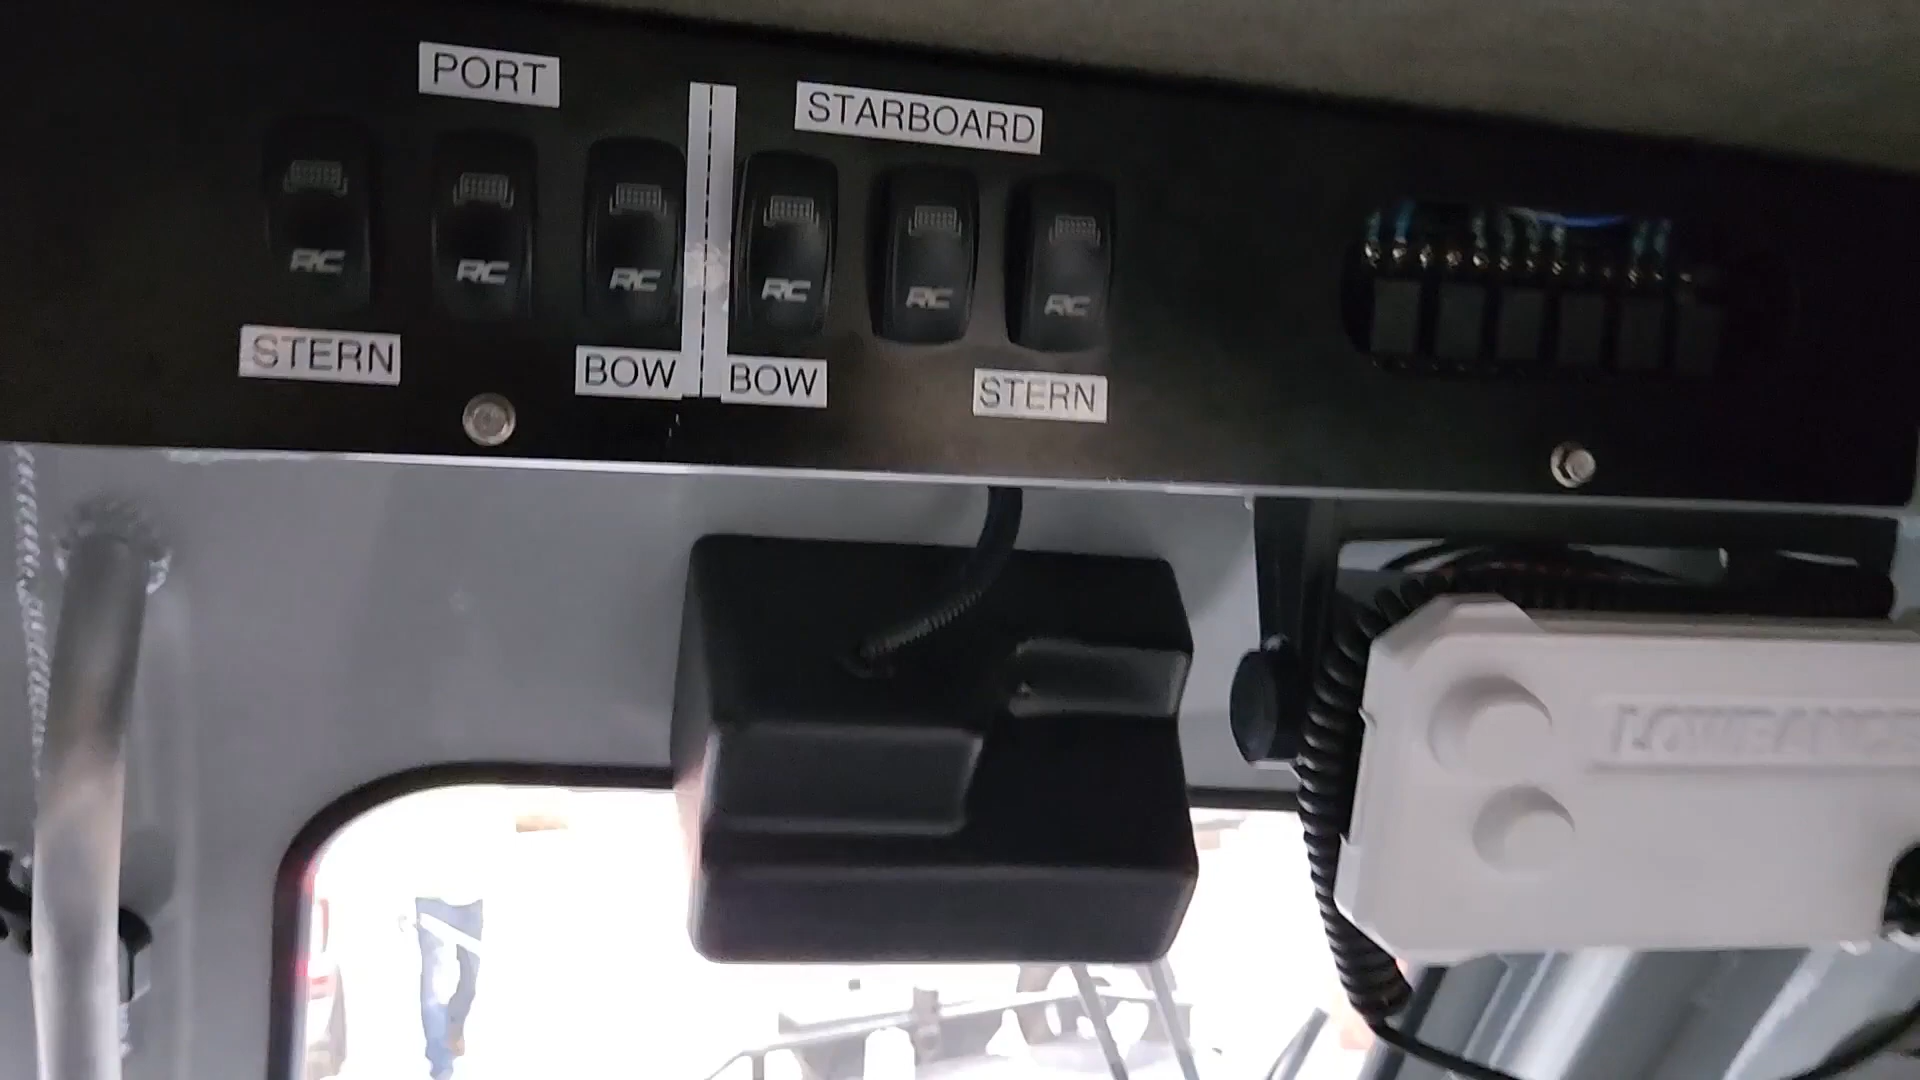 PORT
STARBOARD
RC
RC
RC
RC
RC
RC
STERN
BOW
BOW
STERN
LOWRANCE